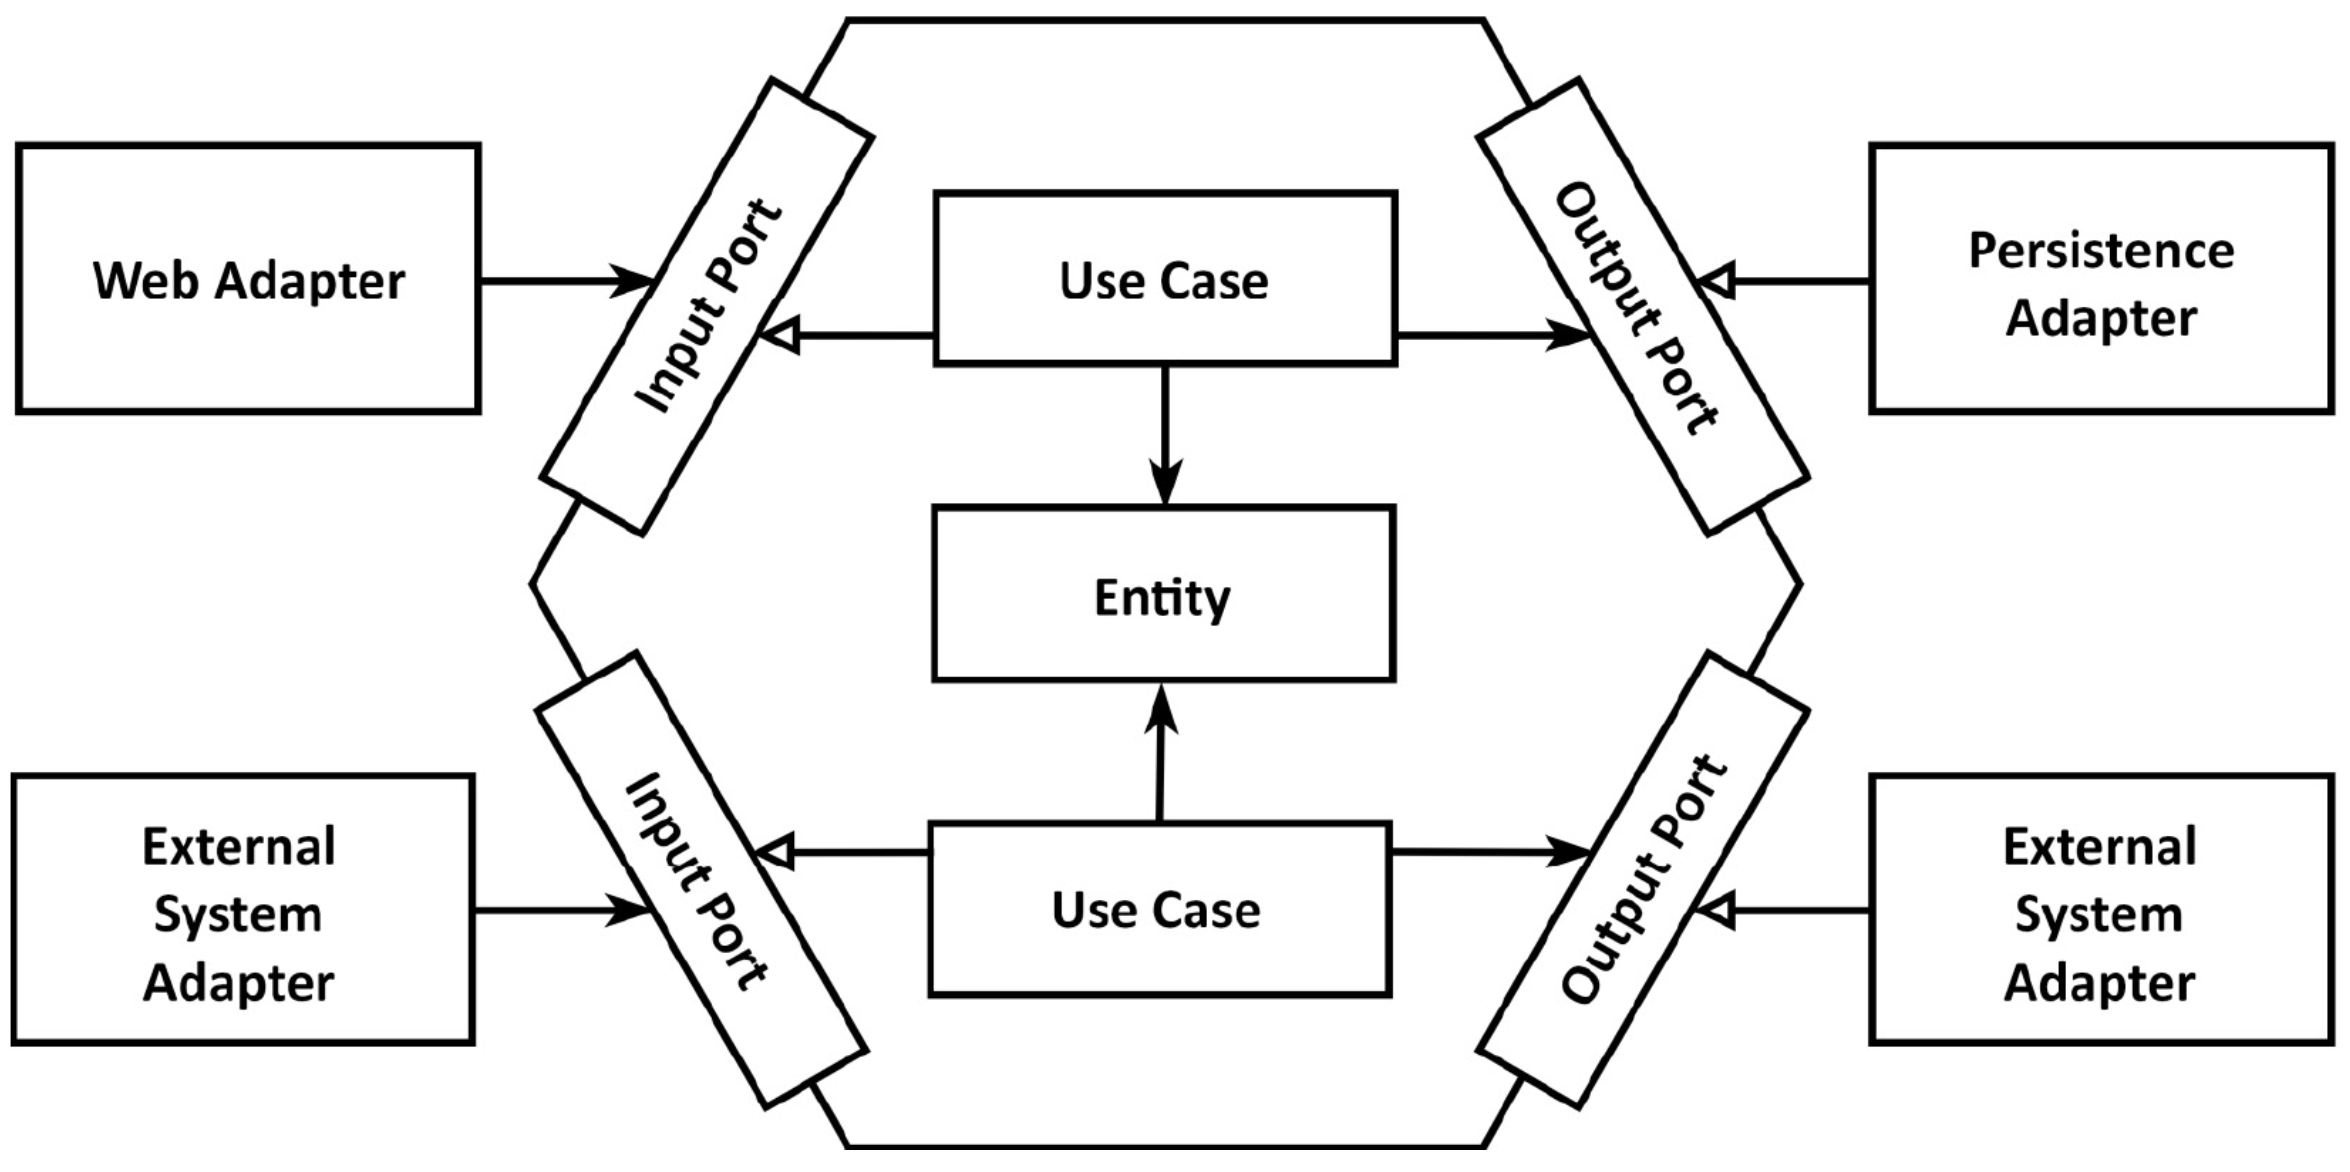 Web Adapter
Input Port
Use Case
Output Port
Persistence
Adapter
Entity
External
System
Adapter
Input Port
Use Case
Output Port
External
System
Adapter